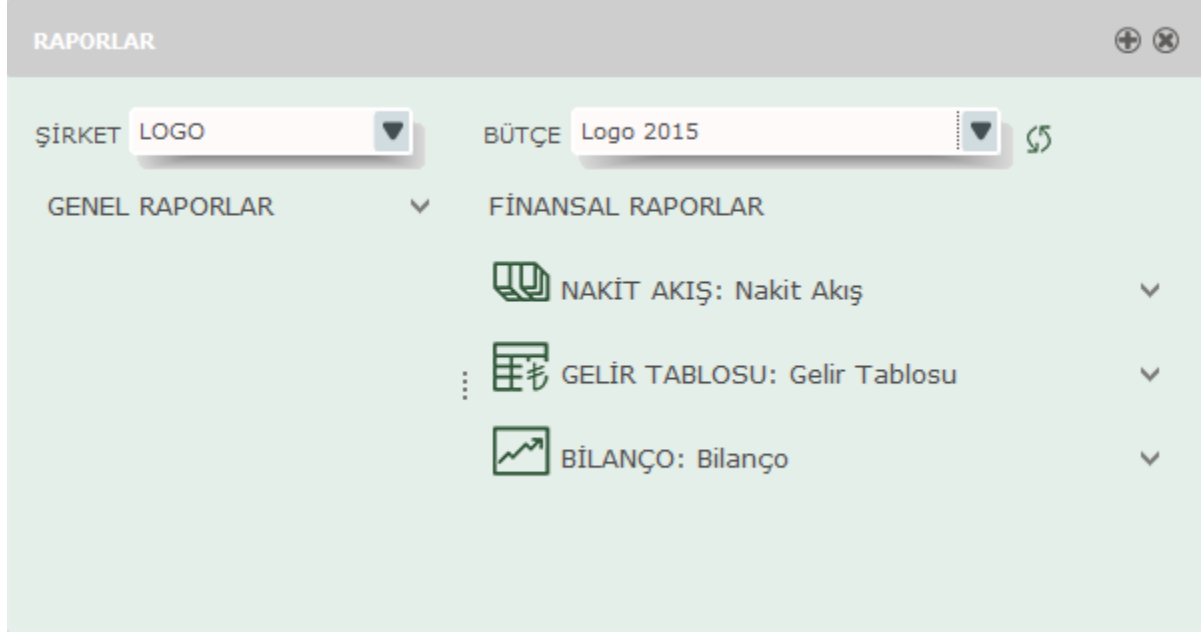 RAPORLAR
ŞİRKET LOGO BÜTÇE Logo 2015
GENEL RAPORLAR FİNANSAL RAPORLAR
NAKİT AKIŞ: Nakit Akış
GELİR TABLOSU: Gelir Tablosu
BİLANÇO: Bilanço